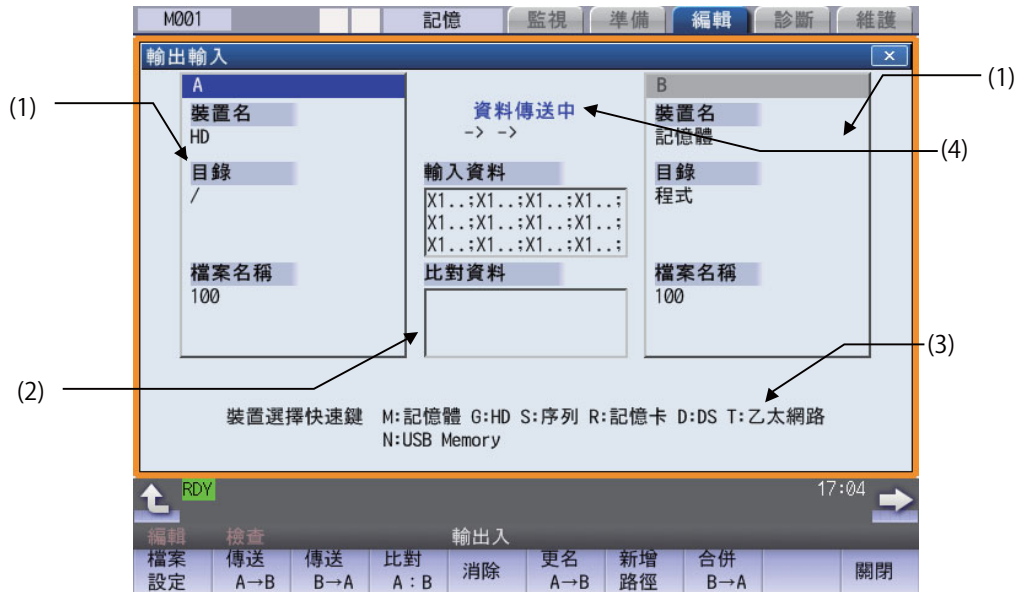 M001 記憶 監視 準備 編輯 診斷 維護
輸出輸入 ×
A
裝置名
HD
目錄
/
檔案名稱
100
資料傳送中
-> ->
輸入資料
X1..;X1..;X1..;X1..;
X1..;X1..;X1..;X1..;
X1..;X1..;X1..;X1..;
比對資料
B
裝置名
記憶體
目錄
程式
檔案名稱
100
(1)
(1)
(4)
(3)
(2)
裝置選擇快速鍵 M:記憶體 G:HD S:序列 R:記憶卡 D:DS T:乙太網路
N:USB Memory
RDY 17:04
編輯 檢查 輸出入
檔案設定 傳送A→B 傳送B→A 比對A:B 消除 更名A→B 新增路徑 合併B→A 關閉